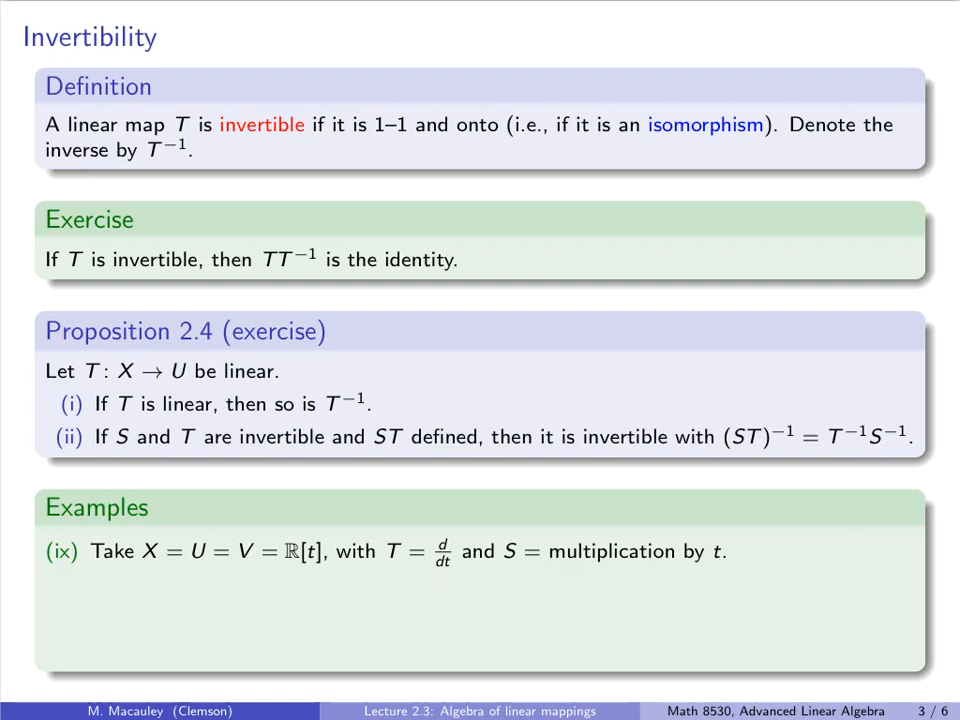 Invertibility
Definition
A linear map T is invertible if it is 1–1 and onto (i.e., if it is an isomorphism). Denote the
inverse by T⁻¹.
Exercise
If T is invertible, then TT⁻¹ is the identity.
Proposition 2.4 (exercise)
Let T: X → U be linear.
(i) If T is linear, then so is T⁻¹.
(ii) If S and T are invertible and ST defined, then it is invertible with (ST)⁻¹ = T⁻¹S⁻¹.
Examples
(ix) Take X = U = V = ℝ[t], with T = d/dt and S = multiplication by t.
M. Macauley (Clemson) Lecture 2.3: Algebra of linear mappings Math 8530, Advanced Linear Algebra 3 / 6